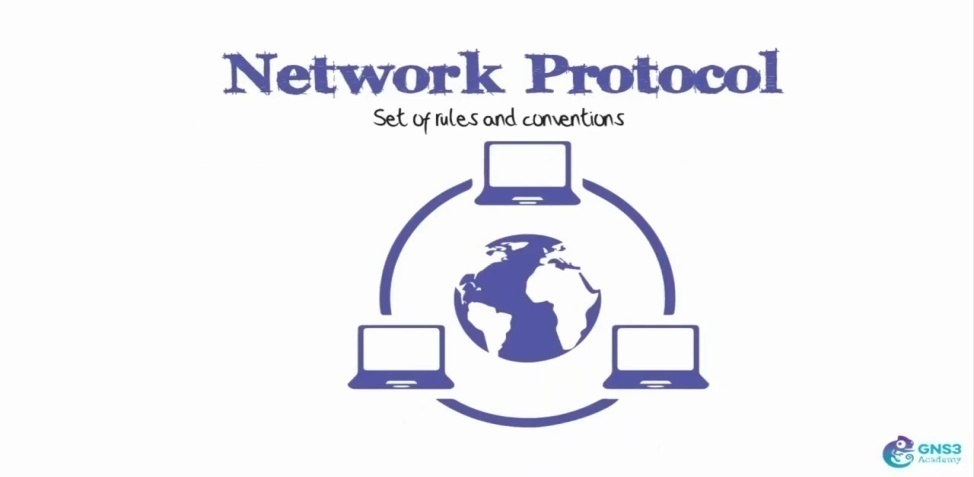 Network Protocol
Set of rules and conventions
GNS3
Academy